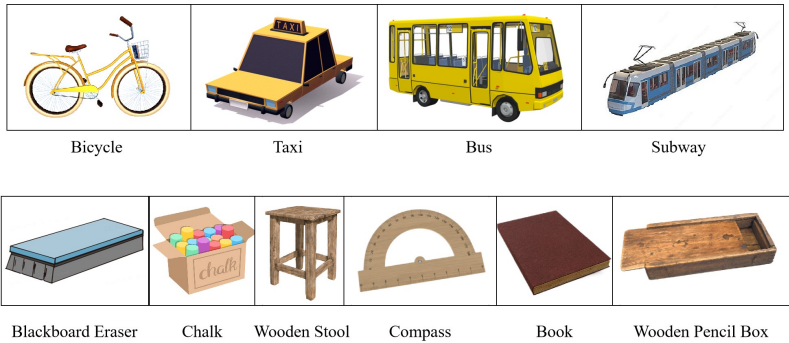 TAXI
Bicycle
Taxi
Bus
Subway
chalk
Blackboard Eraser
Chalk
Wooden Stool
Compass
Book
Wooden Pencil Box